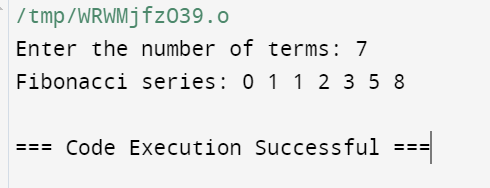 /tmp/WRWMjfzO39.o
Enter the number of terms: 7
Fibonacci series: 0 1 1 2 3 5 8
=== Code Execution Successful ===